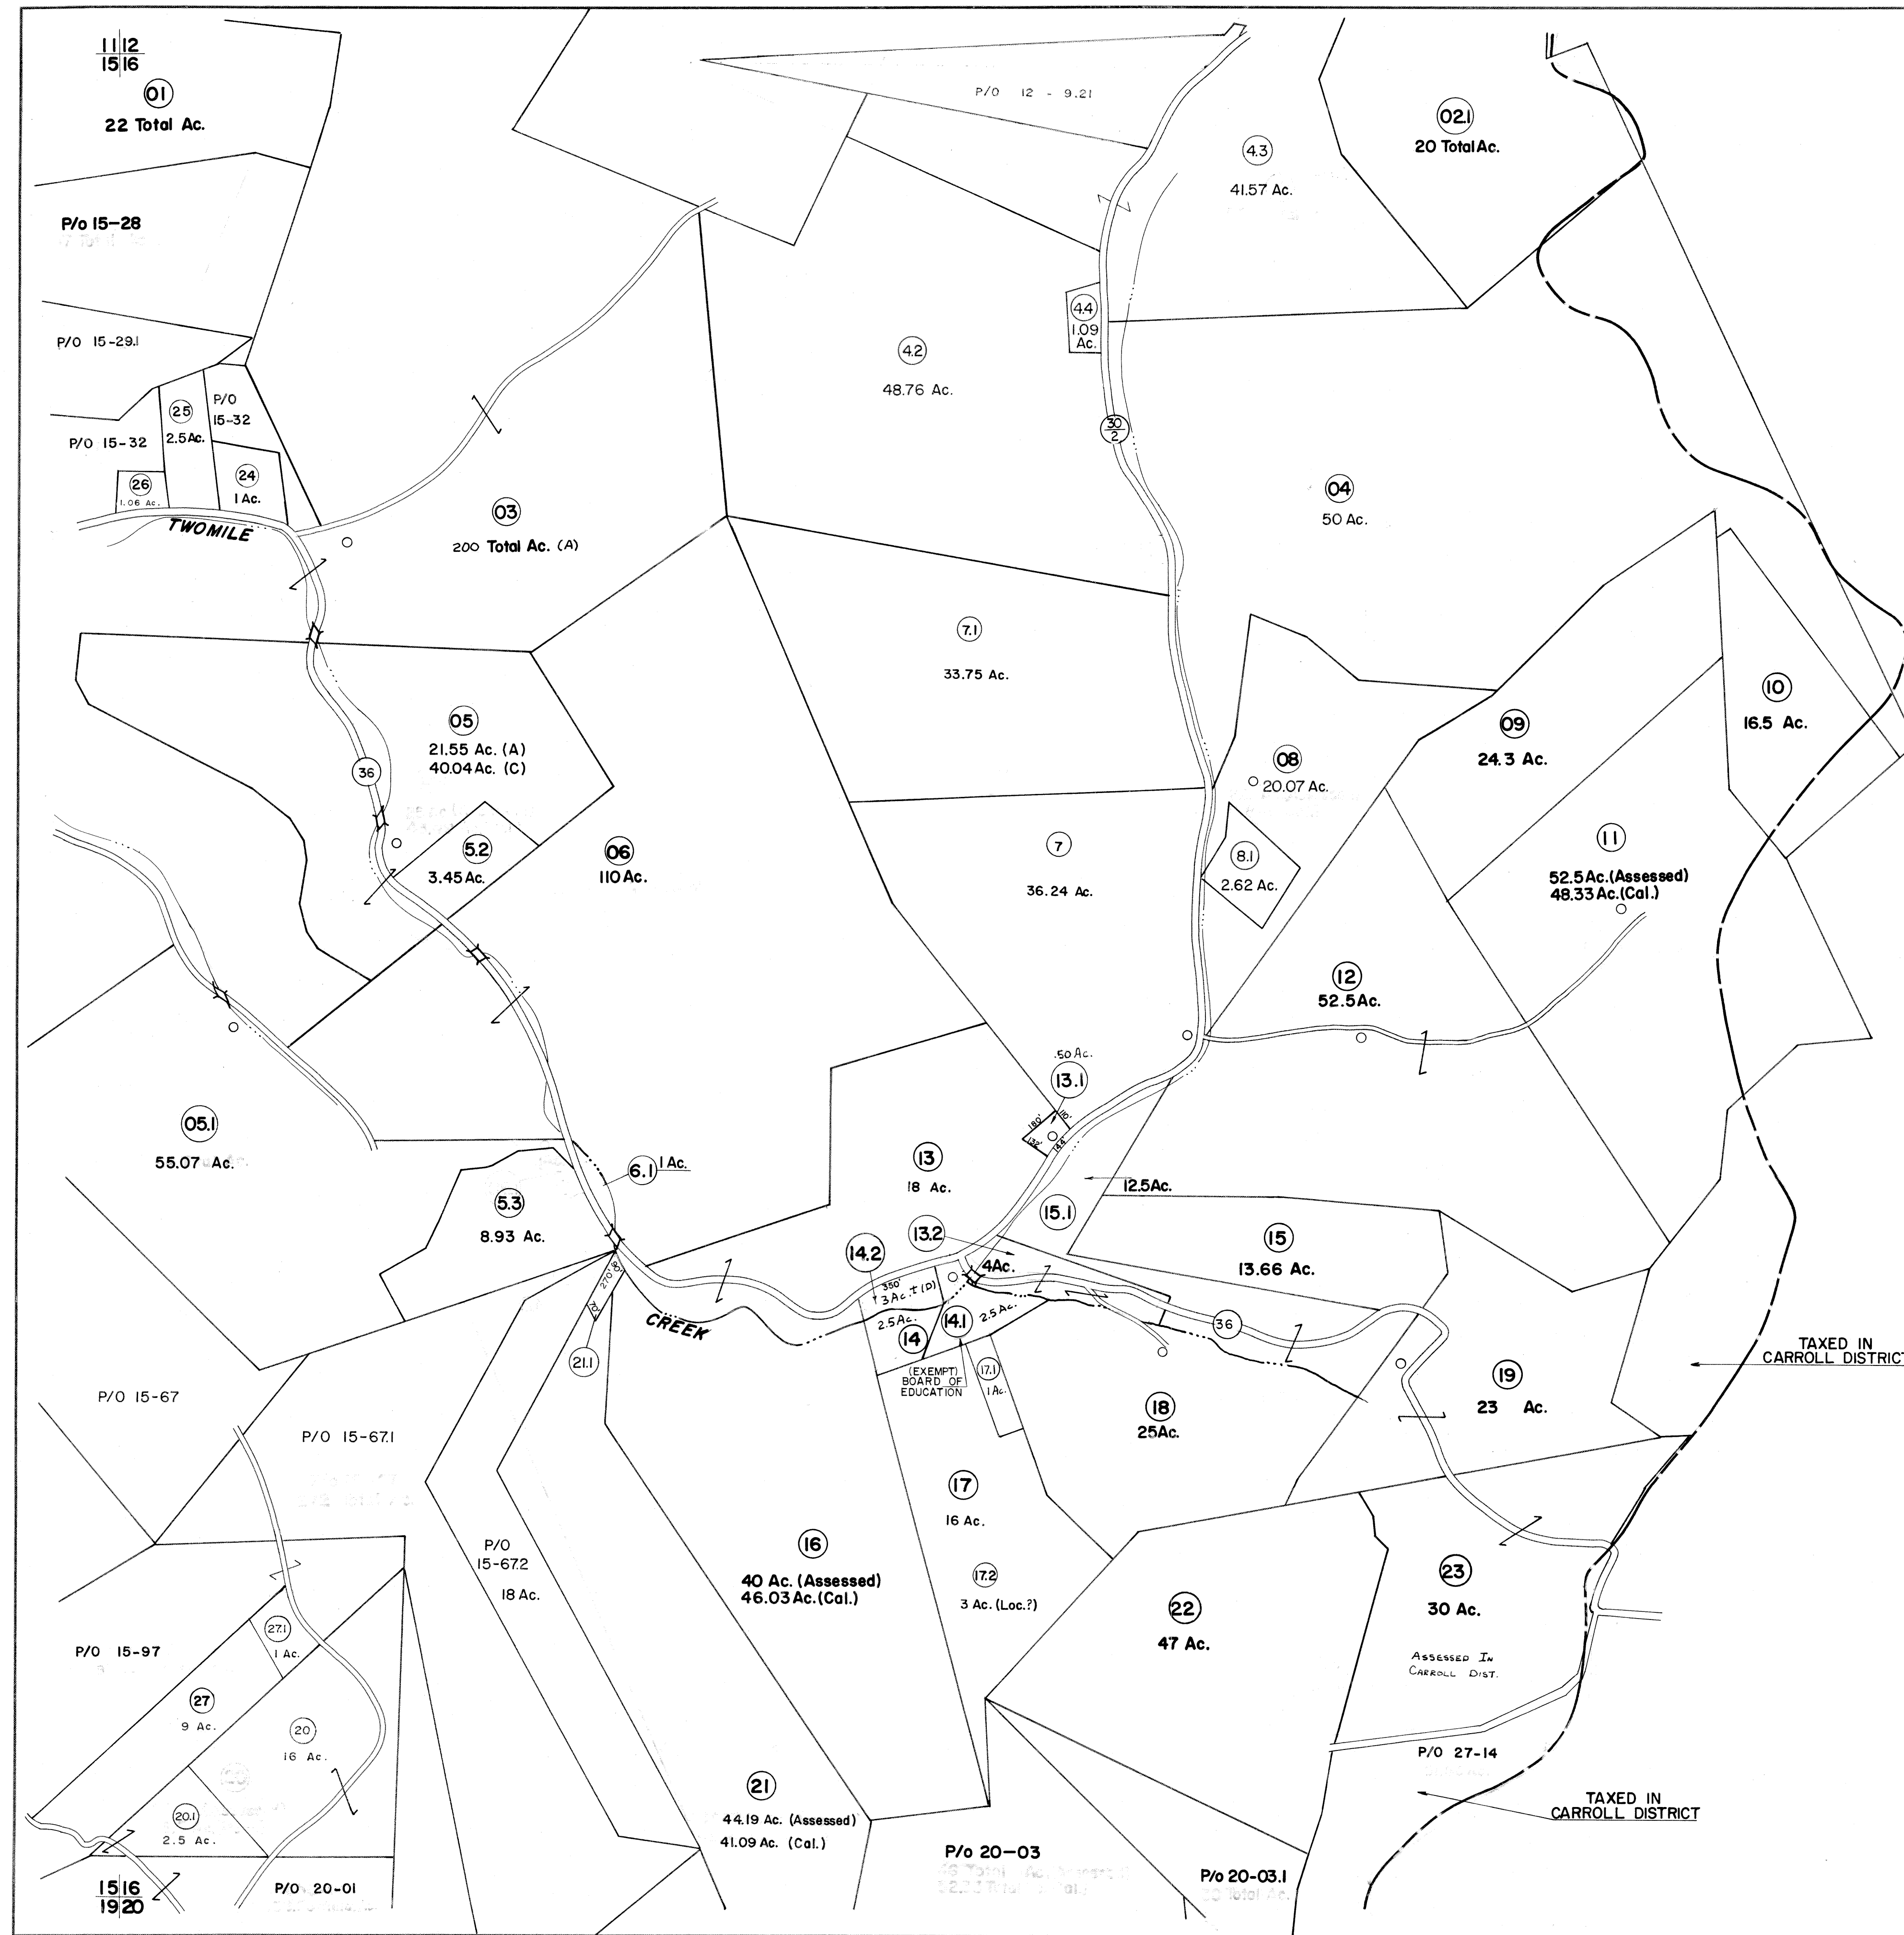 11 12
15 16
01
22 Total Ac.
P/O 12 - 9.21
4.3
41.57 Ac.
02.1
20 Total Ac.
P/o 15-28
P/O 15-29.1
4.4
1.09
Ac.
4.2
48.76 Ac.
25
2.5 Ac.
P/O
15-32
P/O 15-32
26
1.06 Ac.
24
1 Ac.
TWOMILE
30
2
03
200 Total Ac. (A)
04
50 Ac.
7.1
33.75 Ac.
10
16.5 Ac.
09
24.3 Ac.
05
21.55 Ac. (A)
40.04 Ac. (C)
36
08
20.07 Ac.
5.2
3.45 Ac.
06
110 Ac.
7
36.24 Ac.
8.1
2.62 Ac.
11
52.5 Ac. (Assessed)
48.33 Ac. (Cal.)
12
52.5 Ac.
.50 Ac.
13.1
180'
110'
132'
144'
05.1
55.07 Ac.
6.1
1 Ac.
13
18 Ac.
12.5 Ac.
15.1
5.3
8.93 Ac.
13.2
14.2
15
13.66 Ac.
4 Ac.
350'
3 Ac. ± (D)
270'
80'
70'
2.5 Ac.
14
14.1
2.5 Ac.
CREEK
36
21.1
(EXEMPT)
BOARD OF
EDUCATION
17.1
1 Ac.
TAXED IN
CARROLL DISTRICT
19
23 Ac.
18
25 Ac.
P/O 15-67
P/O 15-67.1
17
16 Ac.
P/O
15-67.2
18 Ac.
16
40 Ac. (Assessed)
46.03 Ac. (Cal.)
17.2
3 Ac. (Loc.?)
22
47 Ac.
23
30 Ac.
ASSESSED IN
CARROLL DIST.
27.1
1 Ac.
P/O 15-97
27
9 Ac.
20
16 Ac.
20.1
2.5 Ac.
21
44.19 Ac. (Assessed)
41.09 Ac. (Cal.)
P/O 27-14
TAXED IN
CARROLL DISTRICT
P/o 20-03
P/o 20-03.1
15 16
19 20
P/O 20-01